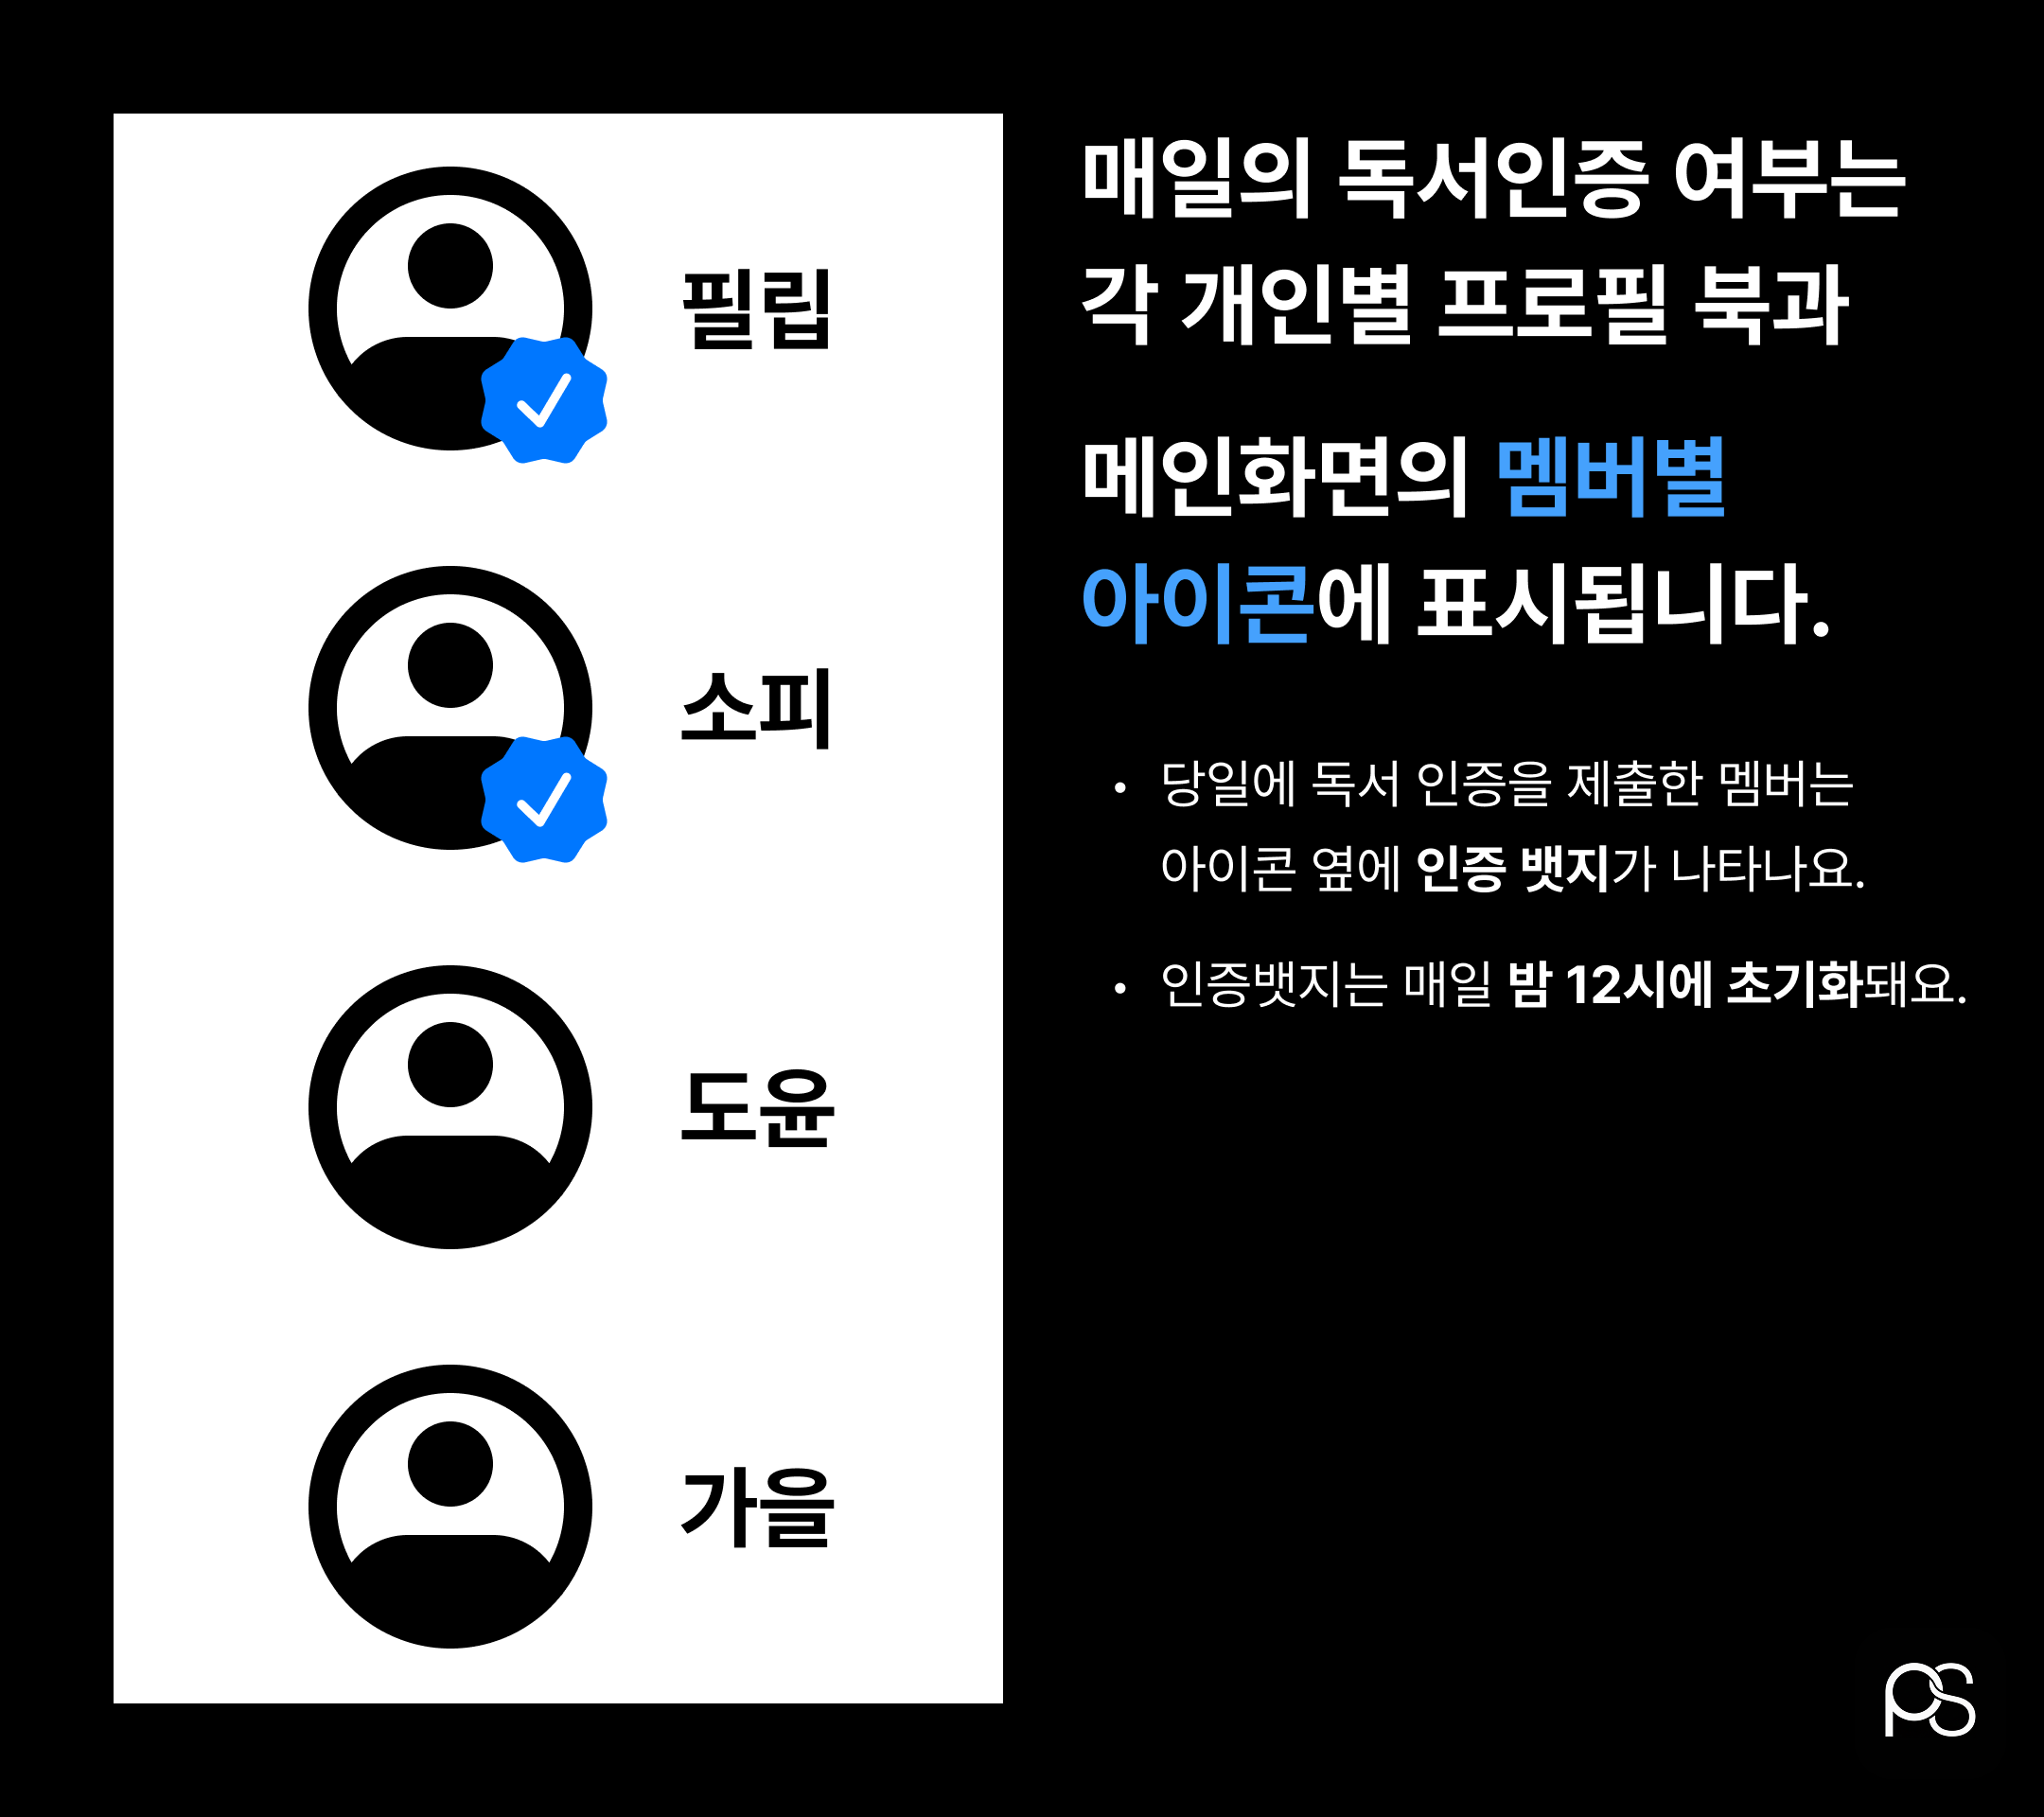 필립
소피
도윤
가을
매일의 독서인증 여부는
각 개인별 프로필 북과
메인화면의 멤버별
아이콘에 표시됩니다.
• 당일에 독서 인증을 제출한 멤버는
아이콘 옆에 인증 뱃지가 나타나요.
• 인증뱃지는 매일 밤 12시에 초기화돼요.
PS